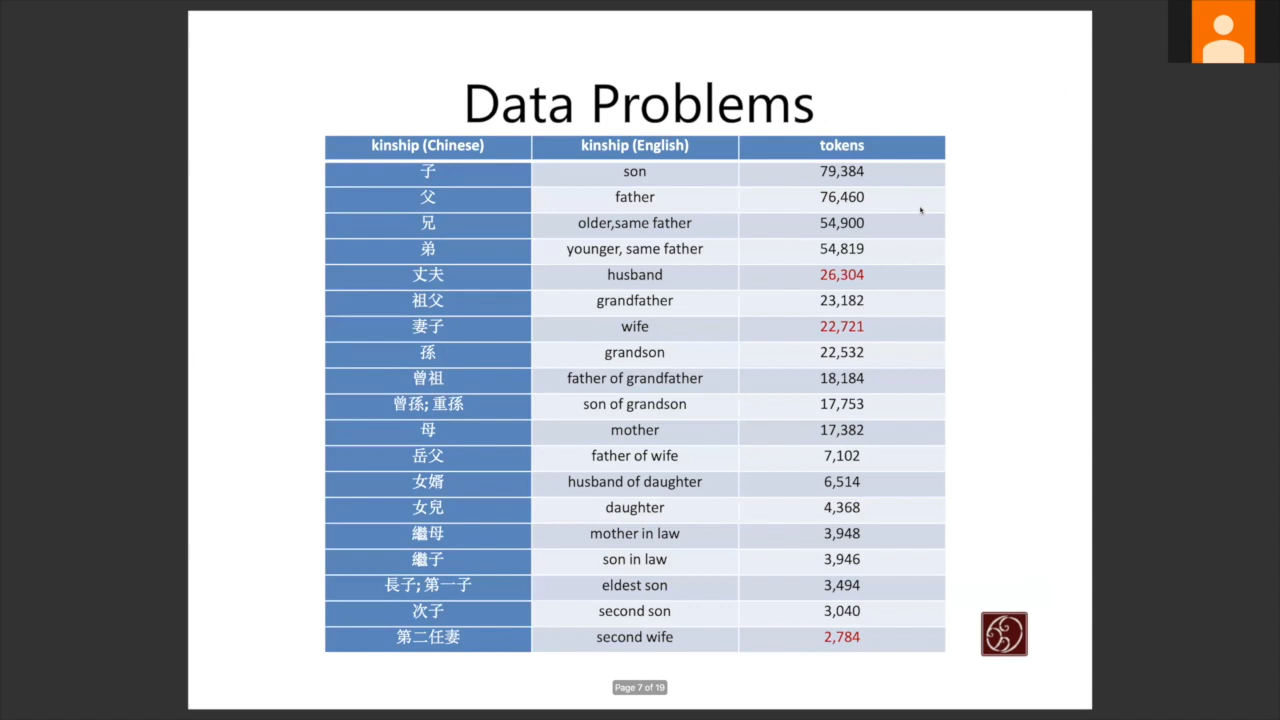 Data Problems
kinship (Chinese) kinship (English) tokens
子 son 79,384
父 father 76,460
兄 older,same father 54,900
弟 younger, same father 54,819
丈夫 husband 26,304
祖父 grandfather 23,182
妻子 wife 22,721
孫 grandson 22,532
曾祖 father of grandfather 18,184
曾孫; 重孫 son of grandson 17,753
母 mother 17,382
岳父 father of wife 7,102
女婿 husband of daughter 6,514
女兒 daughter 4,368
繼母 mother in law 3,948
繼子 son in law 3,946
長子; 第一子 eldest son 3,494
次子 second son 3,040
第二任妻 second wife 2,784
Page 7 of 19